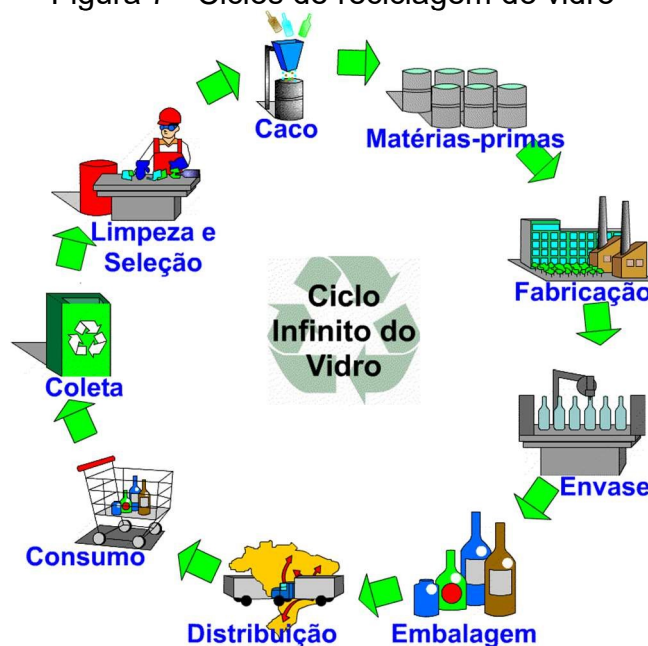 Figura 7 - Ciclos de reciclagem do vidro
Caco
Matérias-primas
Fabricação
Envase
Embalagem
Distribuição
Consumo
Coleta
Limpeza e
Seleção
Ciclo
Infinito do
Vidro